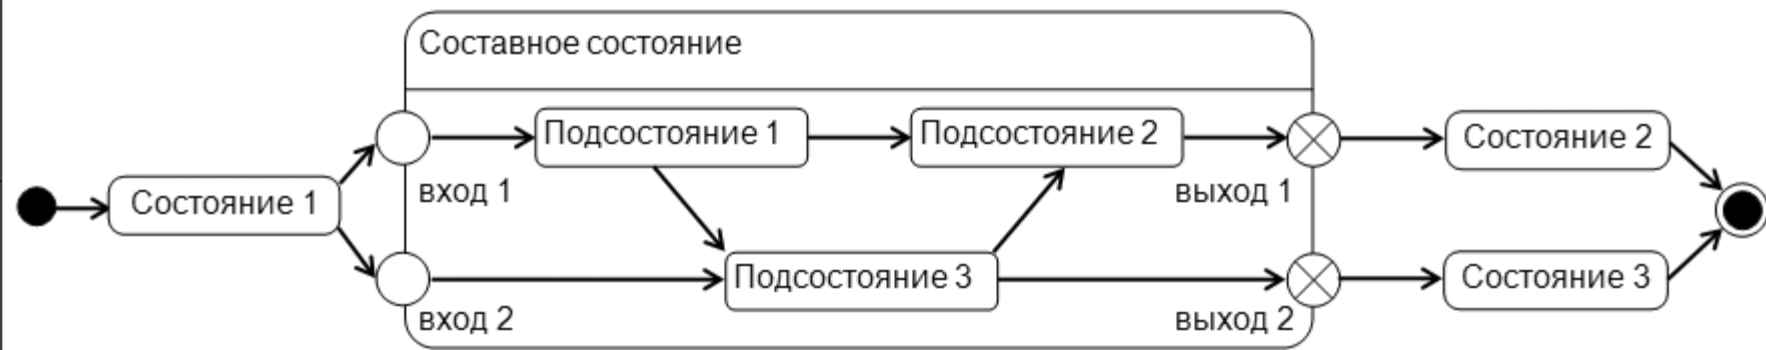 Составное состояние
Подсостояние 1
Подсостояние 2
Состояние 2
Состояние 1
вход 1
выход 1
Подсостояние 3
Состояние 3
вход 2
выход 2